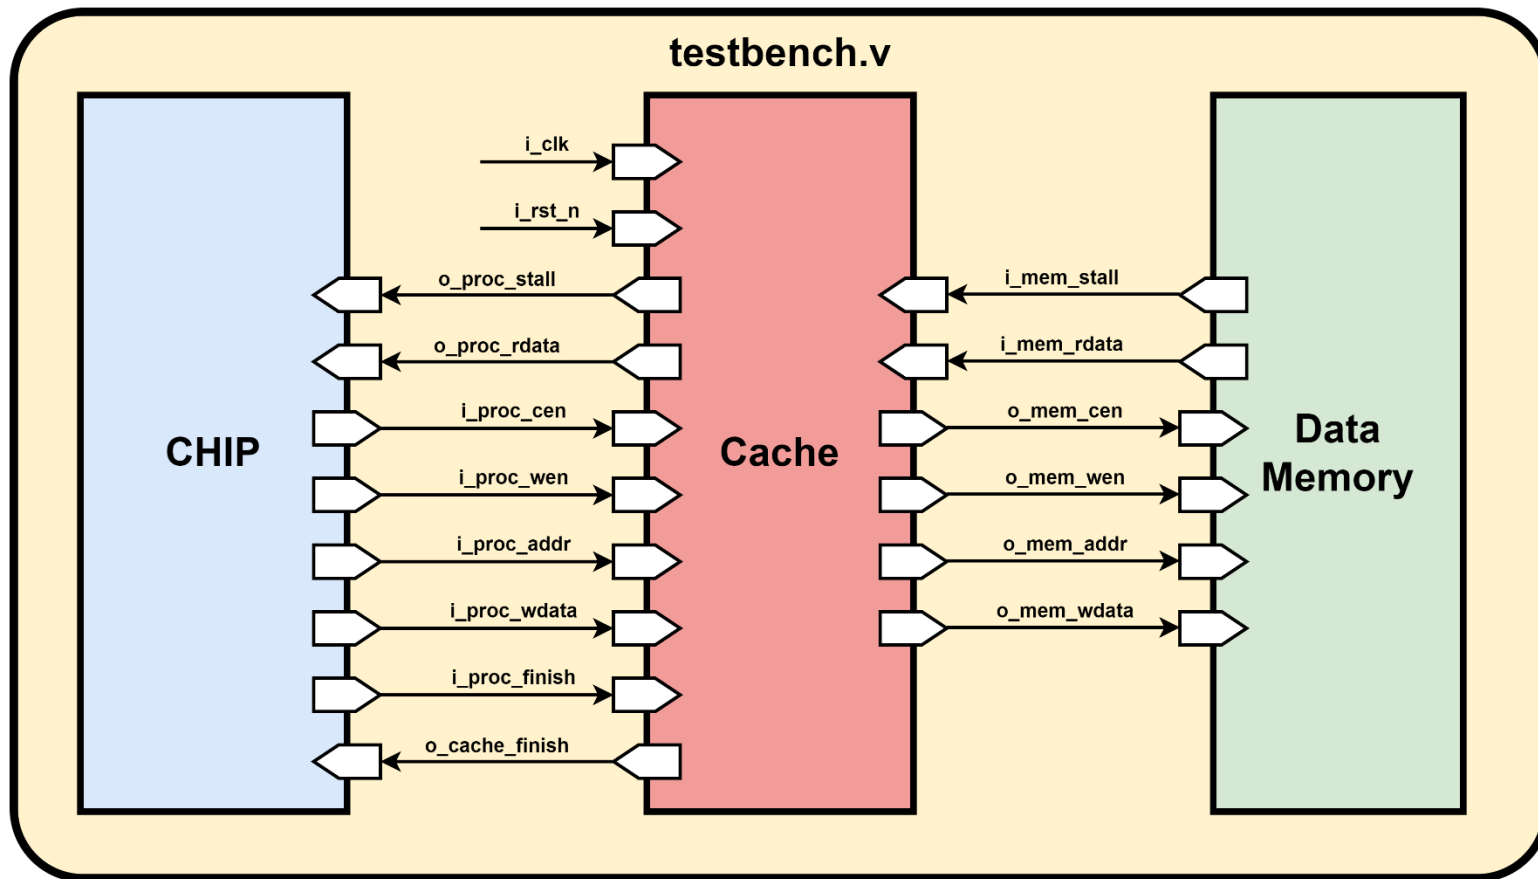 testbench.v
i_clk
i_rst_n
o_proc_stall
i_mem_stall
o_proc_rdata
i_mem_rdata
i_proc_cen
o_mem_cen
CHIP
Cache
Data
Memory
i_proc_wen
o_mem_wen
i_proc_addr
o_mem_addr
i_proc_wdata
o_mem_wdata
i_proc_finish
o_cache_finish